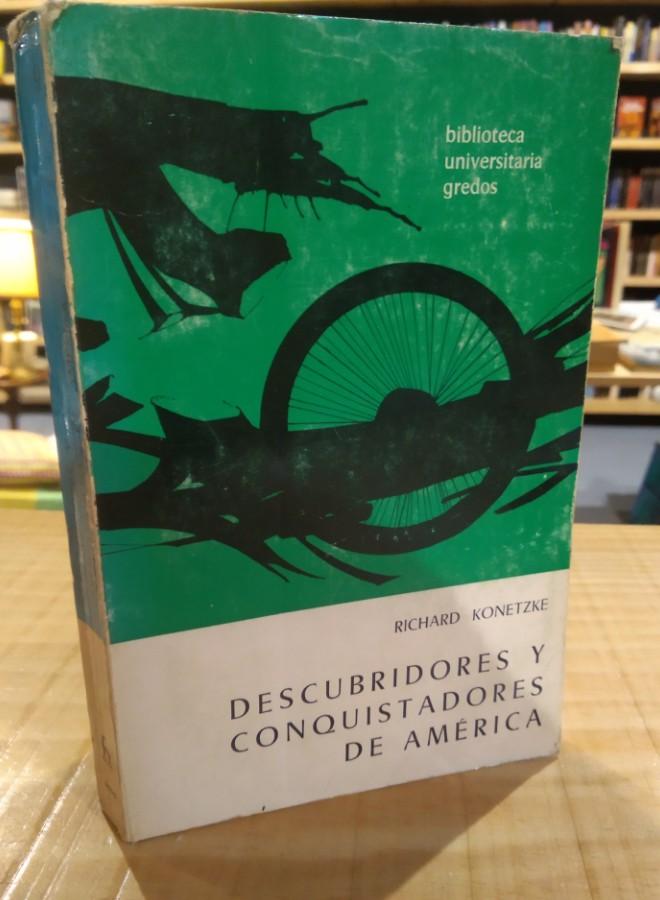 biblioteca
universitaria
gredos
RICHARD KONETZKE
DESCUBRIDORES Y
CONQUISTADORES
DE AMÉRICA